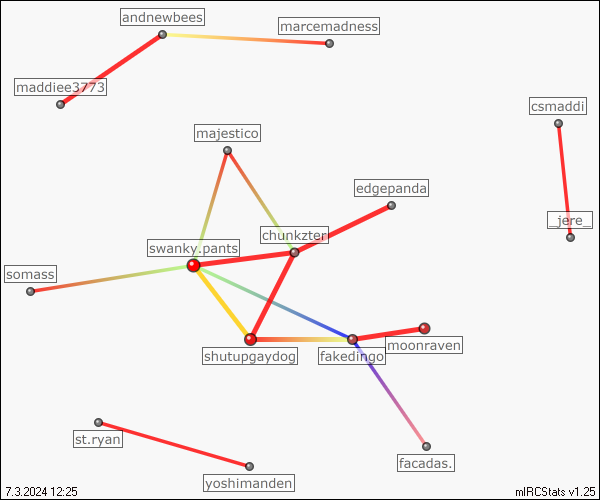 andnewbees
marcemadness
maddiee3773
csmaddi
majestico
edgepanda
_jere_
chunkzter
swanky.pants
somass
moonraven
shutupgaydog
fakedingo
st.ryan
facadas.
yoshimanden
7.3.2024 12:25
mIRCStats v1.25